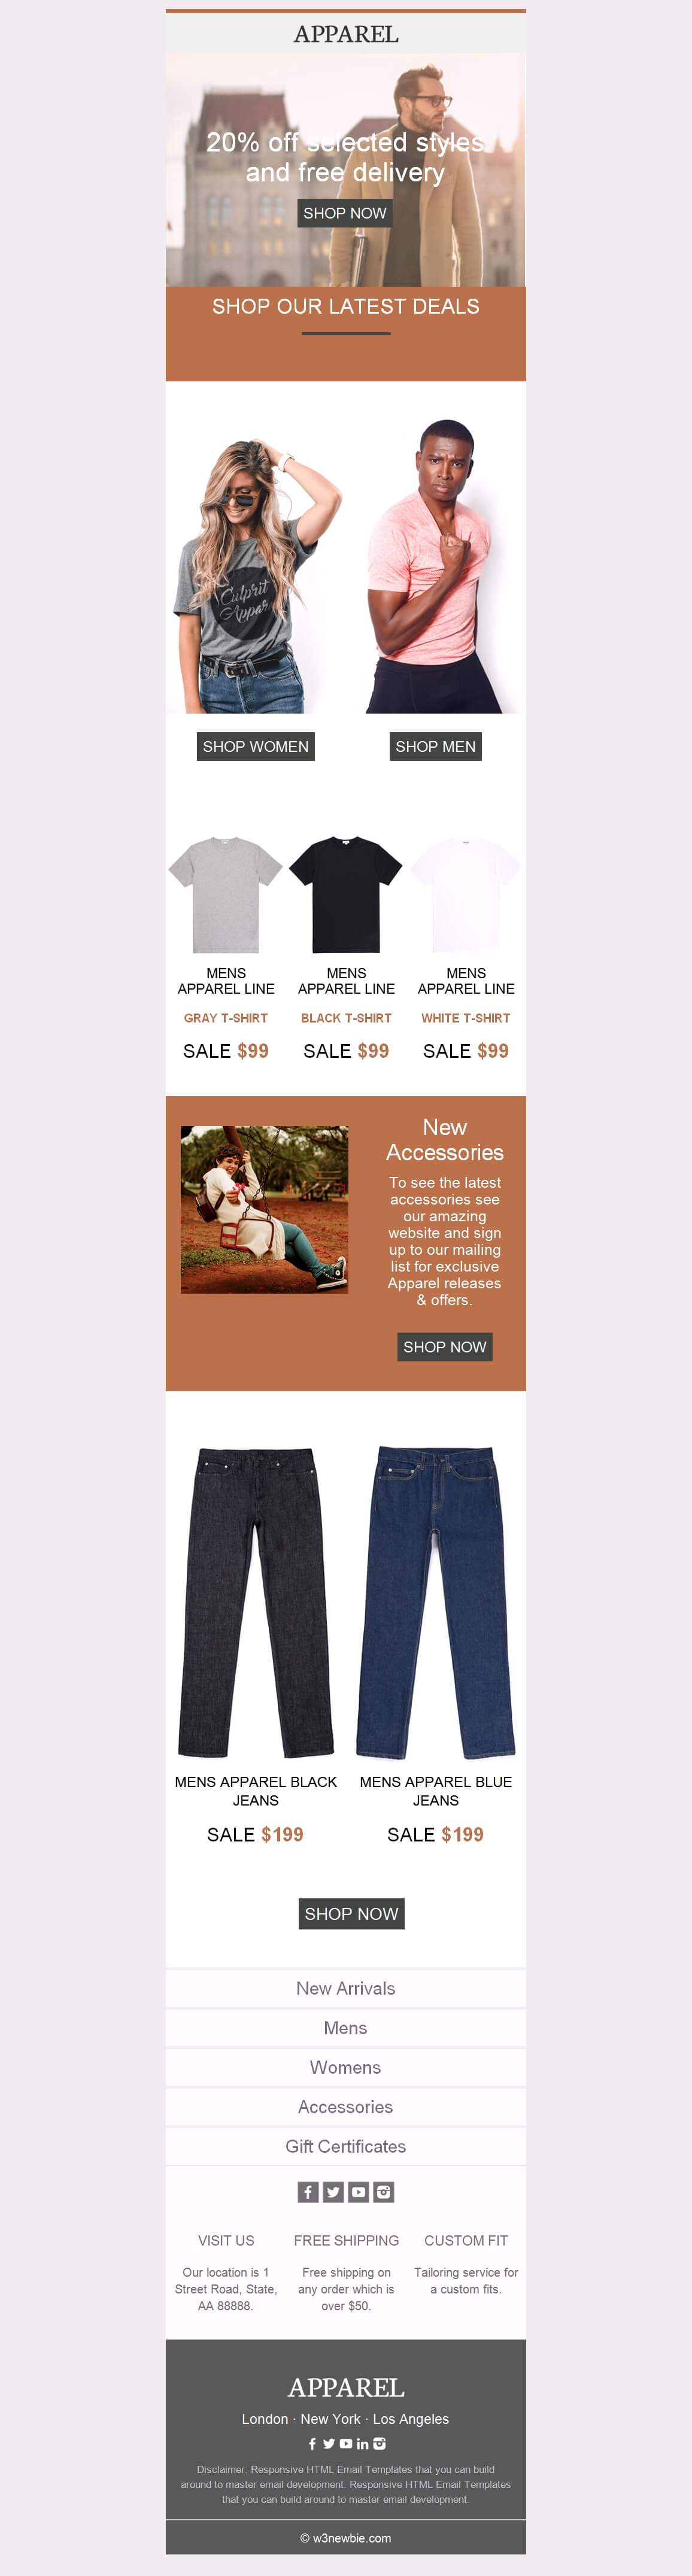 APPAREL
20% off selected styles
and free delivery
SHOP NOW
SHOP OUR LATEST DEALS
Culprit
Appar
SHOP WOMEN
SHOP MEN
MENS
APPAREL LINE
GRAY T-SHIRT
SALE $99
MENS
APPAREL LINE
BLACK T-SHIRT
SALE $99
MENS
APPAREL LINE
WHITE T-SHIRT
SALE $99
New
Accessories
To see the latest
accessories see
our amazing
website and sign
up to our mailing
list for exclusive
Apparel releases
& offers.
SHOP NOW
MENS APPAREL BLACK
JEANS
SALE $199
MENS APPAREL BLUE
JEANS
SALE $199
SHOP NOW
New Arrivals
Mens
Womens
Accessories
Gift Certificates
VISIT US
Our location is 1
Street Road, State,
AA 88888.
FREE SHIPPING
Free shipping on
any order which is
over $50.
CUSTOM FIT
Tailoring service for
a custom fits.
APPAREL
London · New York · Los Angeles
Disclaimer: Responsive HTML Email Templates that you can build
around to master email development. Responsive HTML Email Templates
that you can build around to master email development.
© w3newbie.com